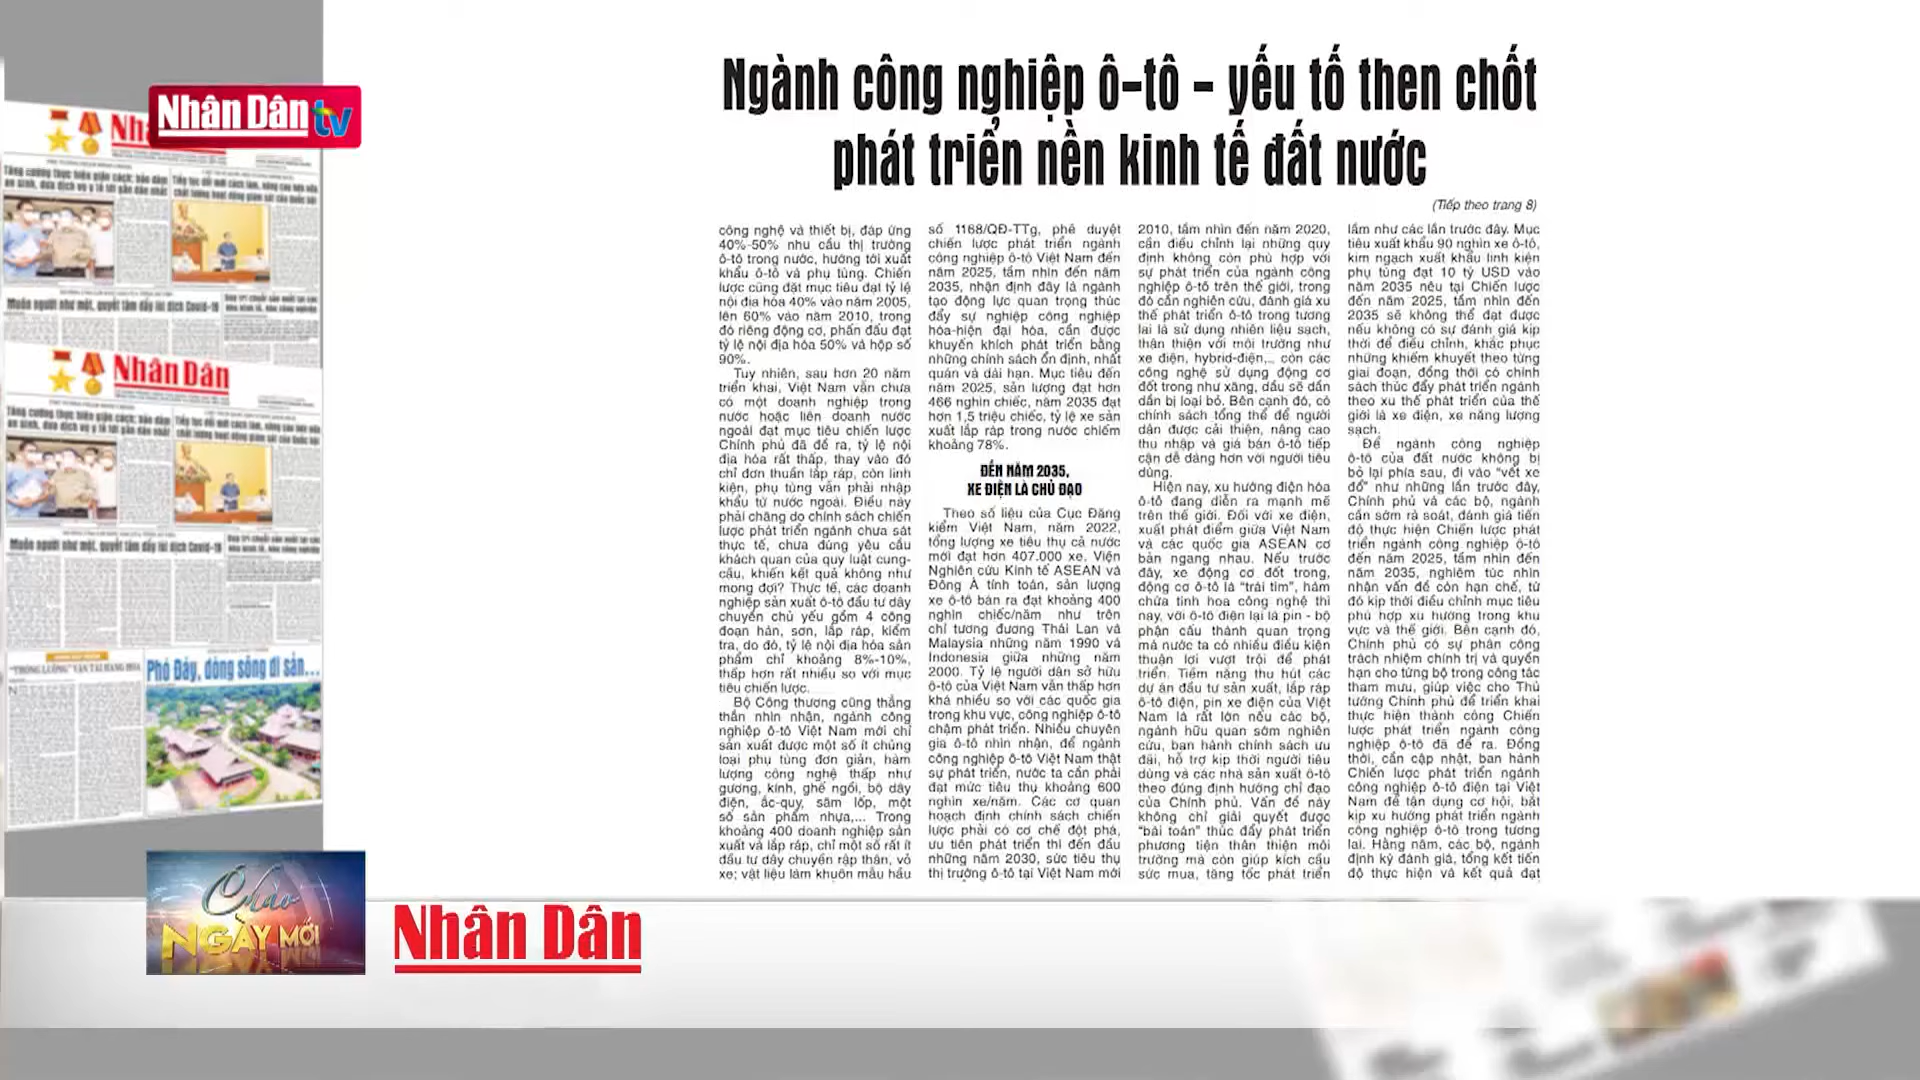 Nhân Dân tv
Ngành công nghiệp ô-tô – yếu tố then chốt
phát triển nền kinh tế đất nước
(Tiếp theo trang 8)
công nghệ và thiết bị, đáp ứng
40%-50% nhu cầu thị trường
ô-tô trong nước, hướng tới xuất
khẩu ô-tô và phụ tùng. Chiến
lược cũng đặt mục tiêu đạt tỷ lệ
nội địa hóa 40% vào năm 2005,
lên 60% vào năm 2010, trong
đó riêng động cơ, phấn đấu đạt
tỷ lệ nội địa hóa 50% và hộp số
90%.
Tuy nhiên, sau hơn 20 năm
triển khai, Việt Nam vẫn chưa
có một doanh nghiệp trong
nước hoặc liên doanh nước
ngoài đạt mục tiêu chiến lược
Chính phủ đã đề ra, tỷ lệ nội
địa hóa rất thấp, thay vào đó
chỉ đơn thuần lắp ráp, còn linh
kiện, phụ tùng vẫn phải nhập
khẩu từ nước ngoài. Điều này
phải chăng do chính sách chiến
lược phát triển ngành chưa sát
thực tế, chưa đúng yêu cầu
khách quan của quy luật cung-
cầu, khiến kết quả không như
mong đợi? Thực tế, các doanh
nghiệp sản xuất ô-tô đầu tư dây
chuyền chủ yếu gồm 4 công
đoạn hàn, sơn, lắp ráp, kiểm
tra, do đó, tỷ lệ nội địa hóa sản
phẩm chỉ khoảng 8%-10%,
thấp hơn rất nhiều so với mục
tiêu chiến lược.
Bộ Công thương cũng thẳng
thắn nhìn nhận, ngành công
nghiệp ô-tô Việt Nam mới chỉ
sản xuất được một số ít chủng
loại phụ tùng đơn giản, hàm
lượng công nghệ thấp như
gương, kính, ghế ngồi, bộ dây
điện, ắc-quy, săm lốp, một
số sản phẩm nhựa,... Trong
khoảng 400 doanh nghiệp sản
xuất và lắp ráp, chỉ một số rất ít
đầu tư dây chuyền rập thân, vỏ
xe; vật liệu làm khuôn mẫu hầu
số 1168/QĐ-TTg, phê duyệt
chiến lược phát triển ngành
công nghiệp ô-tô Việt Nam đến
năm 2025, tầm nhìn đến năm
2035, nhận định đây là ngành
tạo động lực quan trọng thúc
đẩy sự nghiệp công nghiệp
hóa-hiện đại hóa, cần được
khuyến khích phát triển bằng
những chính sách ổn định, nhất
quán và dài hạn. Mục tiêu đến
năm 2025, sản lượng đạt hơn
466 nghìn chiếc, năm 2035 đạt
hơn 1,5 triệu chiếc, tỷ lệ xe sản
xuất lắp ráp trong nước chiếm
khoảng 78%.
ĐẾN NĂM 2035,
XE ĐIỆN LÀ CHỦ ĐẠO
Theo số liệu của Cục Đăng
kiểm Việt Nam, năm 2022,
tổng lượng xe tiêu thụ cả nước
mới đạt hơn 407.000 xe. Viện
Nghiên cứu Kinh tế ASEAN và
Đông Á tính toán, sản lượng
xe ô-tô bán ra đạt khoảng 400
nghìn chiếc/năm như trên
chỉ tương đương Thái Lan và
Malaysia những năm 1990 và
Indonesia giữa những năm
2000. Tỷ lệ người dân sở hữu
ô-tô của Việt Nam vẫn thấp hơn
khá nhiều so với các quốc gia
trong khu vực, công nghiệp ô-tô
chậm phát triển. Nhiều chuyên
gia ô-tô nhìn nhận, để ngành
công nghiệp ô-tô Việt Nam thật
sự phát triển, nước ta cần phải
đạt mức tiêu thụ khoảng 600
nghìn xe/năm. Các cơ quan
hoạch định chính sách chiến
lược phải có cơ chế đột phá,
ưu tiên phát triển thì đến đầu
những năm 2030, sức tiêu thụ
thị trường ô-tô tại Việt Nam mới
2010, tầm nhìn đến năm 2020,
cần điều chỉnh lại những quy
định không còn phù hợp với
sự phát triển của ngành công
nghiệp ô-tô trên thế giới, trong
đó cần nghiên cứu, đánh giá xu
thế phát triển ô-tô trong tương
lai là sử dụng nhiên liệu sạch,
thân thiện với môi trường như
xe điện, hybrid-điện,... còn các
công nghệ sử dụng động cơ
đốt trong như xăng, dầu sẽ dần
dần bị loại bỏ. Bên cạnh đó, có
chính sách tổng thể để người
dân được cải thiện, nâng cao
thu nhập và giá bán ô-tô tiếp
cận dễ dàng hơn với người tiêu
dùng.
Hiện nay, xu hướng điện hóa
ô-tô đang diễn ra mạnh mẽ
trên thế giới. Đối với xe điện,
xuất phát điểm giữa Việt Nam
và các quốc gia ASEAN cơ
bản ngang nhau. Nếu trước
đây, xe động cơ đốt trong,
động cơ ô-tô là “trái tim”, hàm
chứa tinh hoa công nghệ thì
nay, với ô-tô điện lại là pin - bộ
phận cấu thành quan trọng
mà nước ta có nhiều điều kiện
thuận lợi vượt trội để phát
triển. Tiềm năng thu hút các
dự án đầu tư sản xuất, lắp ráp
ô-tô điện, pin xe điện của Việt
Nam là rất lớn nếu các bộ,
ngành hữu quan sớm nghiên
cứu, ban hành chính sách ưu
đãi, hỗ trợ kịp thời người tiêu
dùng và các nhà sản xuất ô-tô
theo đúng định hướng chỉ đạo
của Chính phủ. Vấn đề này
không chỉ giải quyết được
“bài toán” thúc đẩy phát triển
phương tiện thân thiện môi
trường mà còn giúp kích cầu
sức mua, tăng tốc phát triển
lầm như các lần trước đây. Mục
tiêu xuất khẩu 90 nghìn xe ô-tô,
kim ngạch xuất khẩu linh kiện
phụ tùng đạt 10 tỷ USD vào
năm 2035 nêu tại Chiến lược
đến năm 2025, tầm nhìn đến
2035 sẽ không thể đạt được
nếu không có sự đánh giá kịp
thời để điều chỉnh, khắc phục
những khiếm khuyết theo từng
giai đoạn, đồng thời có chính
sách thúc đẩy phát triển ngành
theo xu thế phát triển của thế
giới là xe điện, xe năng lượng
sạch.
Để ngành công nghiệp
ô-tô của đất nước không bị
bỏ lại phía sau, đi vào “vết xe
đổ” như những lần trước đây,
Chính phủ và các bộ, ngành
cần sớm rà soát, đánh giá tiến
độ thực hiện Chiến lược phát
triển ngành công nghiệp ô-tô
đến năm 2025, tầm nhìn đến
năm 2035, nghiêm túc nhìn
nhận vấn đề còn hạn chế, từ
đó kịp thời điều chỉnh mục tiêu
phù hợp xu hướng trong khu
vực và thế giới. Bên cạnh đó,
Chính phủ có sự phân công
trách nhiệm chính trị và quyền
hạn cho từng bộ trong công tác
tham mưu, giúp việc cho Thủ
tướng Chính phủ để triển khai
thực hiện thành công Chiến
lược phát triển ngành công
nghiệp ô-tô đã đề ra. Đồng
thời, cần cập nhật, ban hành
Chiến lược phát triển ngành
công nghiệp ô-tô điện tại Việt
Nam để tận dụng cơ hội, bắt
kịp xu hướng phát triển ngành
công nghiệp ô-tô trong tương
lai. Hằng năm, các bộ, ngành
định kỳ đánh giá, tổng kết tiến
độ thực hiện và kết quả đạt
Nhân Dân
Tăng cường thực hiện giãn cách; bảo đảm
an sinh, đưa dịch vụ y tế tới gần dân nhất
Tiếp tục đổi mới cách làm, nâng cao hơn nữa
chất lượng hoạt động giám sát của Quốc hội
Muôn người như một, quyết tâm đẩy lùi dịch Covid-19
"THÔNG LUỒNG" VẬN TẢI HÀNG HÓA
Phó Đáy, dòng sông di sản...
Chào
NGÀY MỚI
Nhân Dân